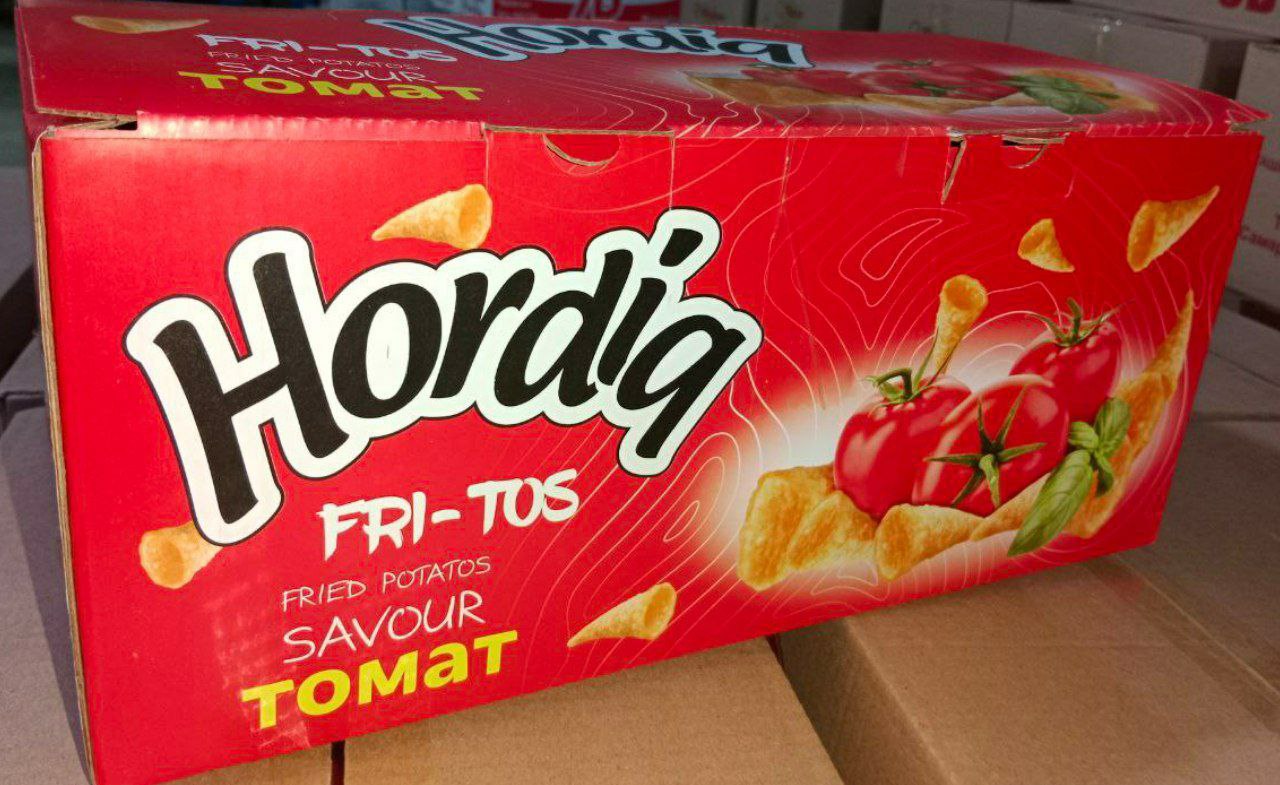 FRI-TOS
Hordiq
FRIED POTATOS
SAVOUR
TOMaT
Hordiq
FRI-TOS
FRIED POTATOS
SAVOUR
TOMaT